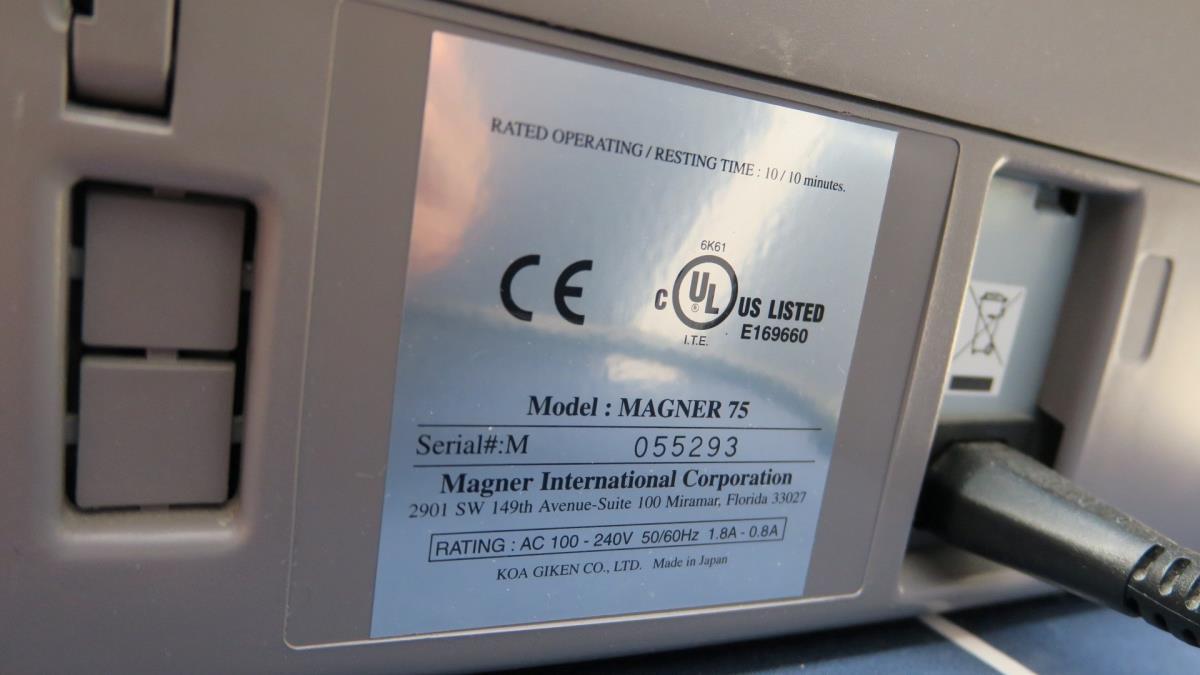 RATED OPERATING / RESTING TIME : 10 / 10 minutes.
6K61
CE
C UL ® US LISTED
I.T.E.
E169660
Model : MAGNER 75
Serial#:M 055293
Magner International Corporation
2901 SW 149th Avenue-Suite 100 Miramar, Florida 33027
RATING : AC 100 - 240V 50/60Hz 1.8A - 0.8A
KOA GIKEN CO., LTD. Made in Japan